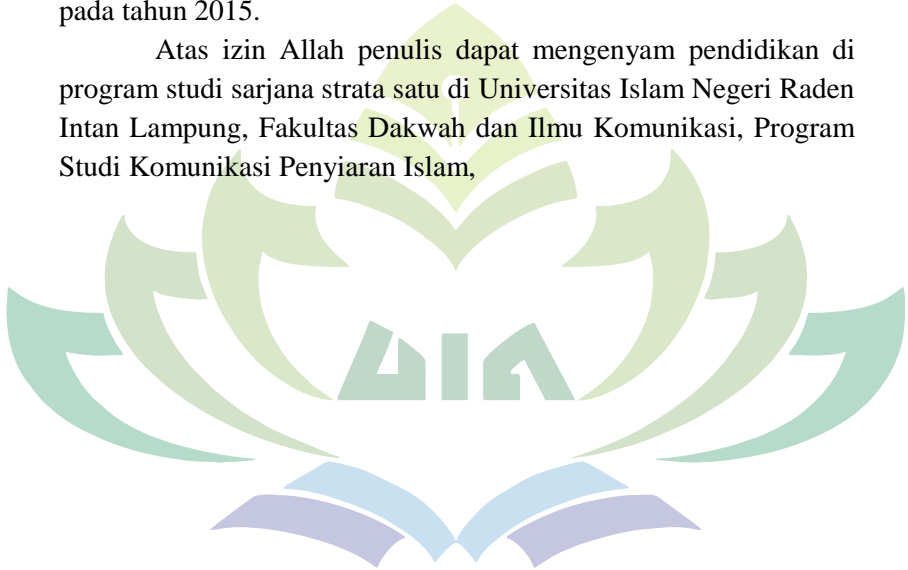 pada tahun 2015.
Atas izin Allah penulis dapat mengenyam pendidikan di
program studi sarjana strata satu di Universitas Islam Negeri Raden
Intan Lampung, Fakultas Dakwah dan Ilmu Komunikasi, Program
Studi Komunikasi Penyiaran Islam,
UIN